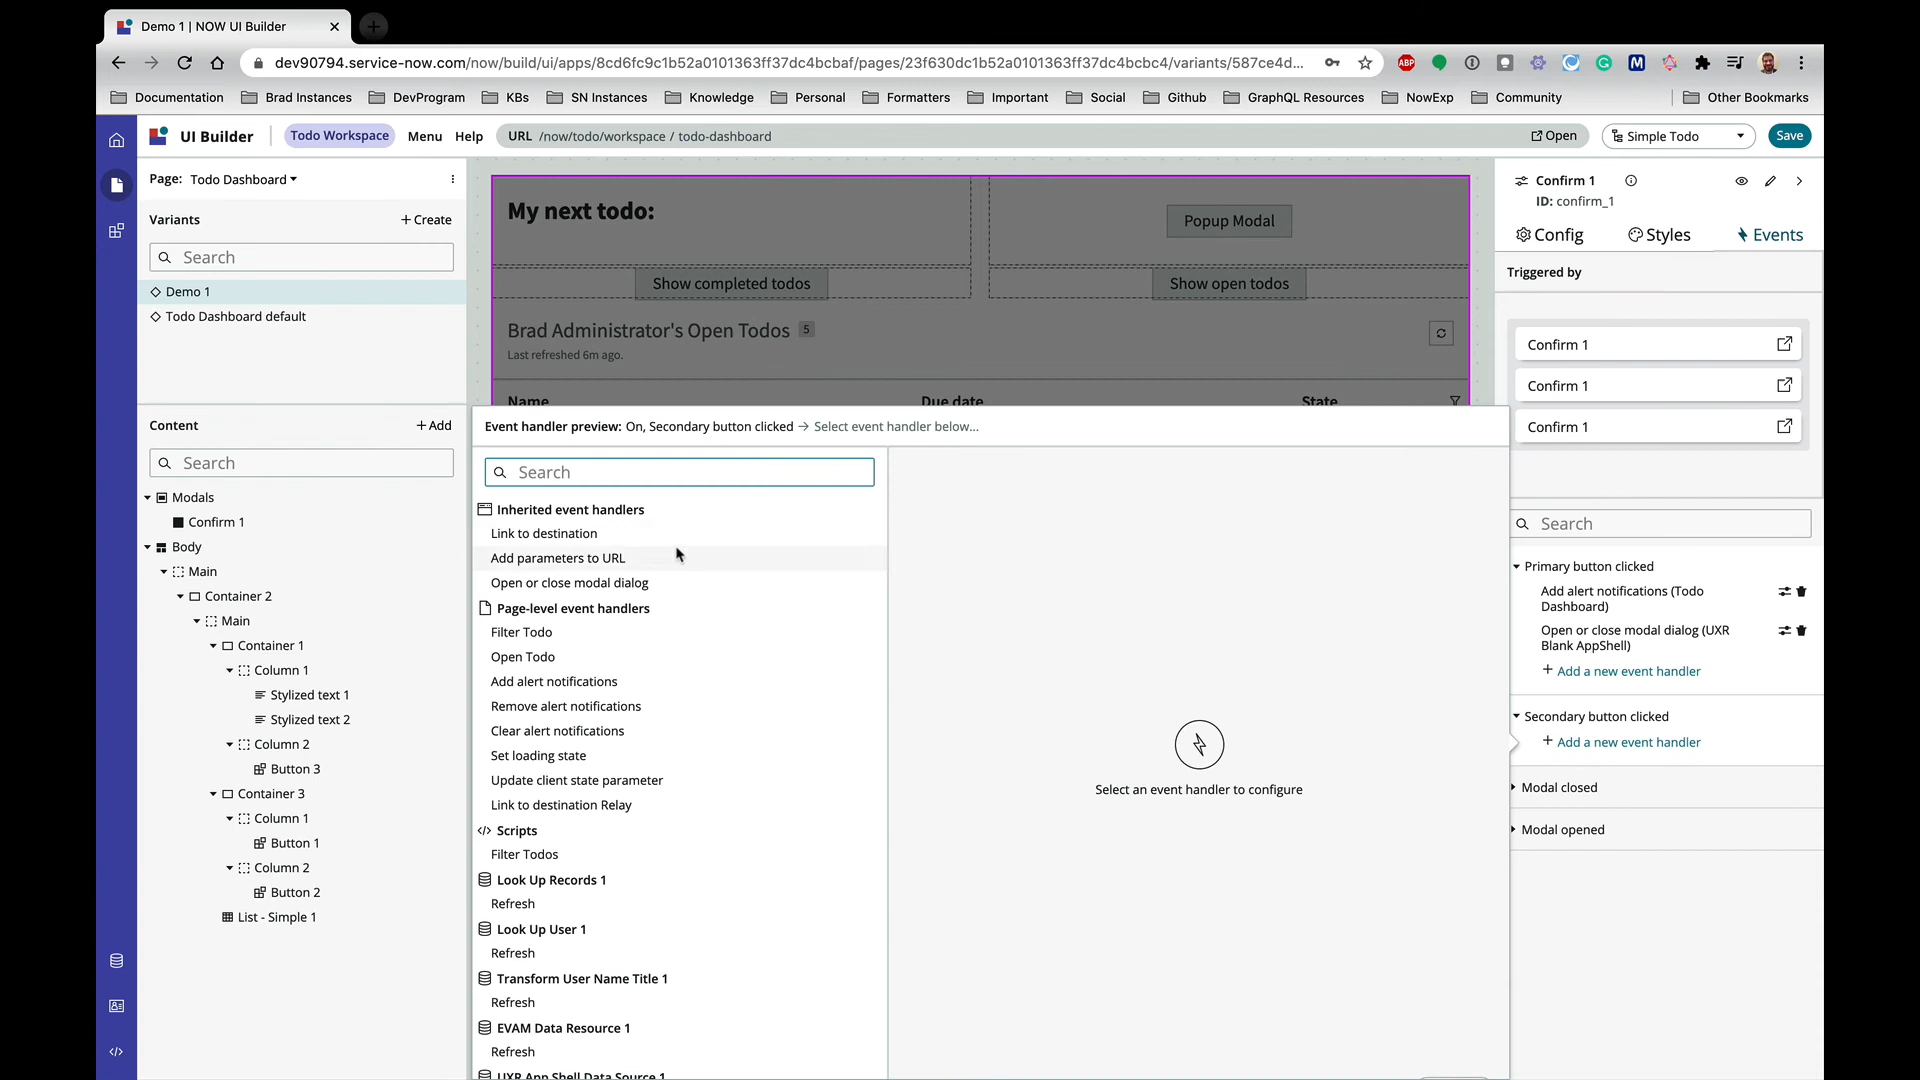 Demo 1 | NOW UI Builder
dev90794.service-now.com/now/build/ui/apps/8cd6fc9c1b52a0101363ff37dc4bcbaf/pages/23f630dc1b52a0101363ff37dc4bcbc4/variants/587ce4d...
ABP
M
Documentation
Brad Instances
DevProgram
KBs
SN Instances
Knowledge
Personal
Formatters
Important
Social
Github
GraphQL Resources
NowExp
Community
Other Bookmarks
UI Builder
Todo Workspace
Menu
Help
URL /now/todo/workspace / todo-dashboard
Open
Simple Todo
Save
Page: Todo Dashboard
Variants
+ Create
Search
Demo 1
Todo Dashboard default
Content
+ Add
Search
Modals
Confirm 1
Body
Main
Container 2
Main
Container 1
Column 1
Stylized text 1
Stylized text 2
Column 2
Button 3
Container 3
Column 1
Button 1
Column 2
Button 2
List - Simple 1
My next todo:
Popup Modal
Show completed todos
Show open todos
Brad Administrator's Open Todos 5
Last refreshed 6m ago.
Name
Due date
State
Event handler preview: On, Secondary button clicked → Select event handler below...
Search
Inherited event handlers
Link to destination
Add parameters to URL
Open or close modal dialog
Page-level event handlers
Filter Todo
Open Todo
Add alert notifications
Remove alert notifications
Clear alert notifications
Set loading state
Update client state parameter
Link to destination Relay
Scripts
Filter Todos
Look Up Records 1
Refresh
Look Up User 1
Refresh
Transform User Name Title 1
Refresh
EVAM Data Resource 1
Refresh
UXR App Shell Data Source 1
Select an event handler to configure
Confirm 1
ID: confirm_1
Config
Styles
Events
Triggered by
Confirm 1
Confirm 1
Confirm 1
Search
Primary button clicked
Add alert notifications (Todo
Dashboard)
Open or close modal dialog (UXR
Blank AppShell)
+ Add a new event handler
Secondary button clicked
+ Add a new event handler
Modal closed
Modal opened